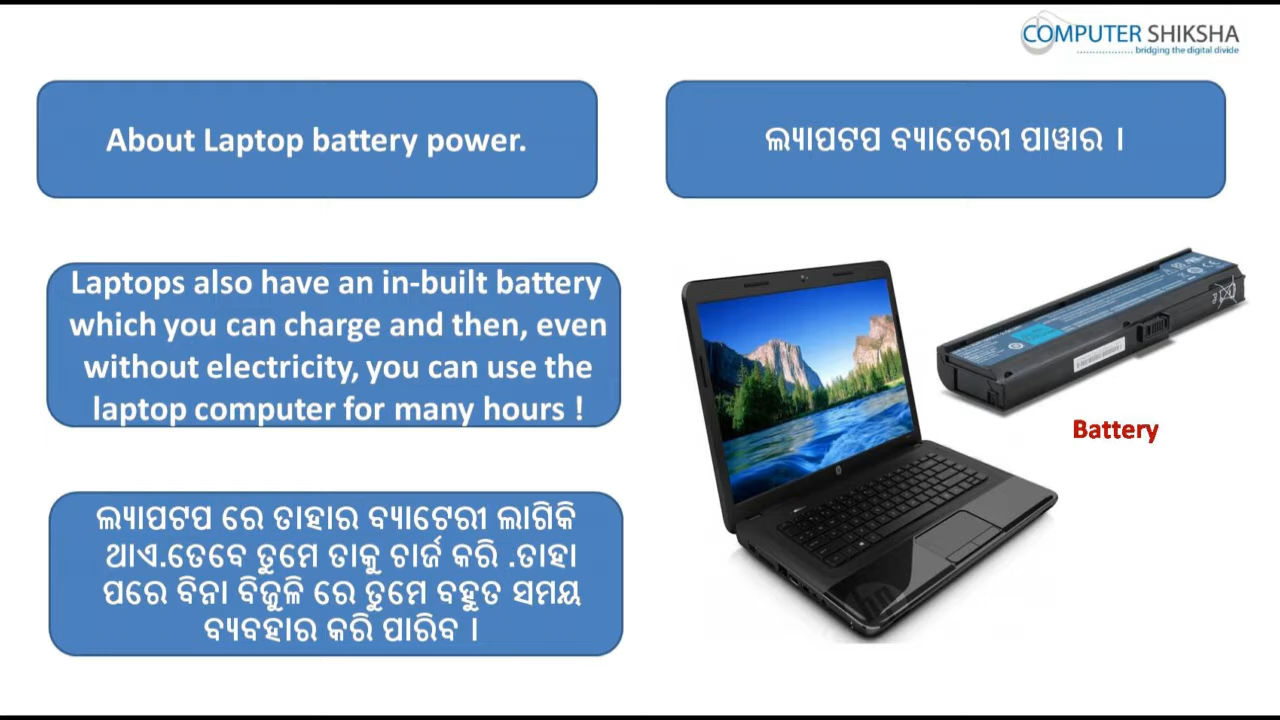 COMPUTER SHIKSHA
bridging the digital divide
About Laptop battery power.
ଲ୍ୟାପଟପ ବ୍ୟାଟେରୀ ପାୱାର ।
Laptops also have an in-built battery
which you can charge and then, even
without electricity, you can use the
laptop computer for many hours !
Battery
ଲ୍ୟାପଟପ ରେ ତାହାର ବ୍ୟାଟେରୀ ଲାଗିକି
ଥାଏ.ତେବେ ତୁମେ ତାକୁ ଚାର୍ଜ କରି .ତାହା
ପରେ ବିନା ବିଜୁଳି ରେ ତୁମେ ବହୁତ ସମୟ
ବ୍ୟବହାର କରି ପାରିବ ।